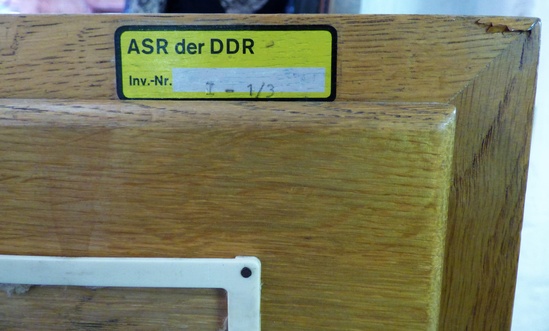 ASR der DDR
Inv.-Nr. I - 1/3